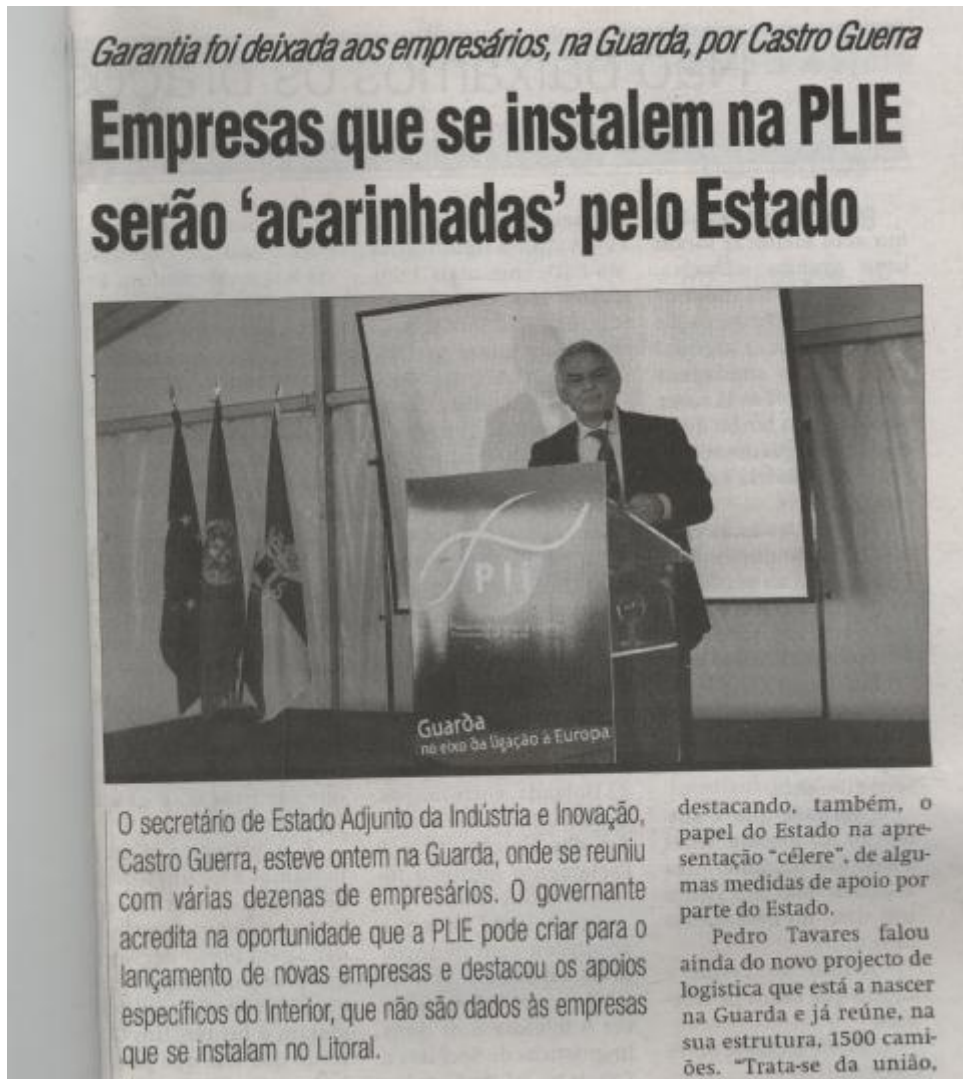 Garantia foi deixada aos empresários, na Guarda, por Castro Guerra
Empresas que se instalem na PLIE
serão ‘acarinhadas’ pelo Estado
Pli
Guarda
no eixo da ligação à Europa
O secretário de Estado Adjunto da Indústria e Inovação,
Castro Guerra, esteve ontem na Guarda, onde se reuniu
com várias dezenas de empresários. O governante
acredita na oportunidade que a PLIE pode criar para o
lançamento de novas empresas e destacou os apoios
específicos do Interior, que não são dados às empresas
que se instalam no Litoral.
destacando, também, o
papel do Estado na apre-
sentação “célere”, de algu-
mas medidas de apoio por
parte do Estado.
Pedro Tavares falou
ainda do novo projecto de
logística que está a nascer
na Guarda e já reúne, na
sua estrutura, 1500 cami-
ões. “Trata-se da união,